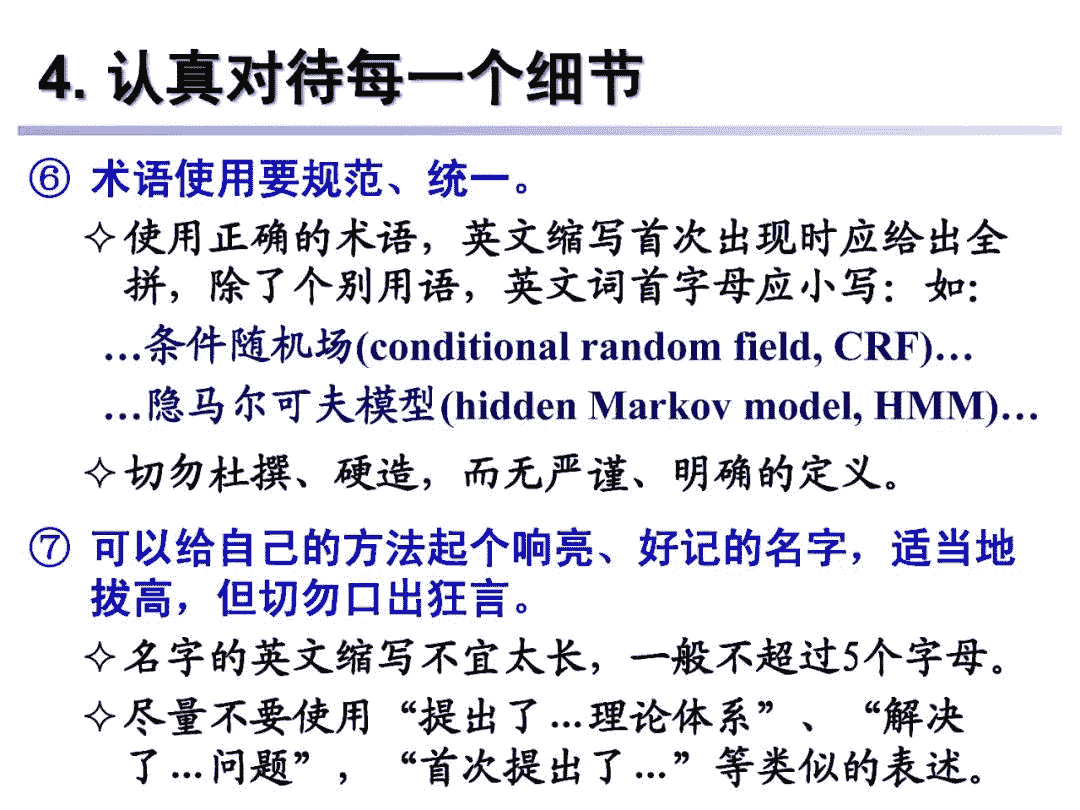 4. 认真对待每一个细节
⑥ 术语使用要规范、统一。
✧使用正确的术语，英文缩写首次出现时应给出全
拼，除了个别用语，英文词首字母应小写：如：
…条件随机场(conditional random field, CRF)…
…隐马尔可夫模型(hidden Markov model, HMM)…
✧切勿杜撰、硬造，而无严谨、明确的定义。
⑦ 可以给自己的方法起个响亮、好记的名字，适当地
拔高，但切勿口出狂言。
✧名字的英文缩写不宜太长，一般不超过5个字母。
✧尽量不要使用“提出了…理论体系”、“解决
了…问题”，“首次提出了…”等类似的表述。